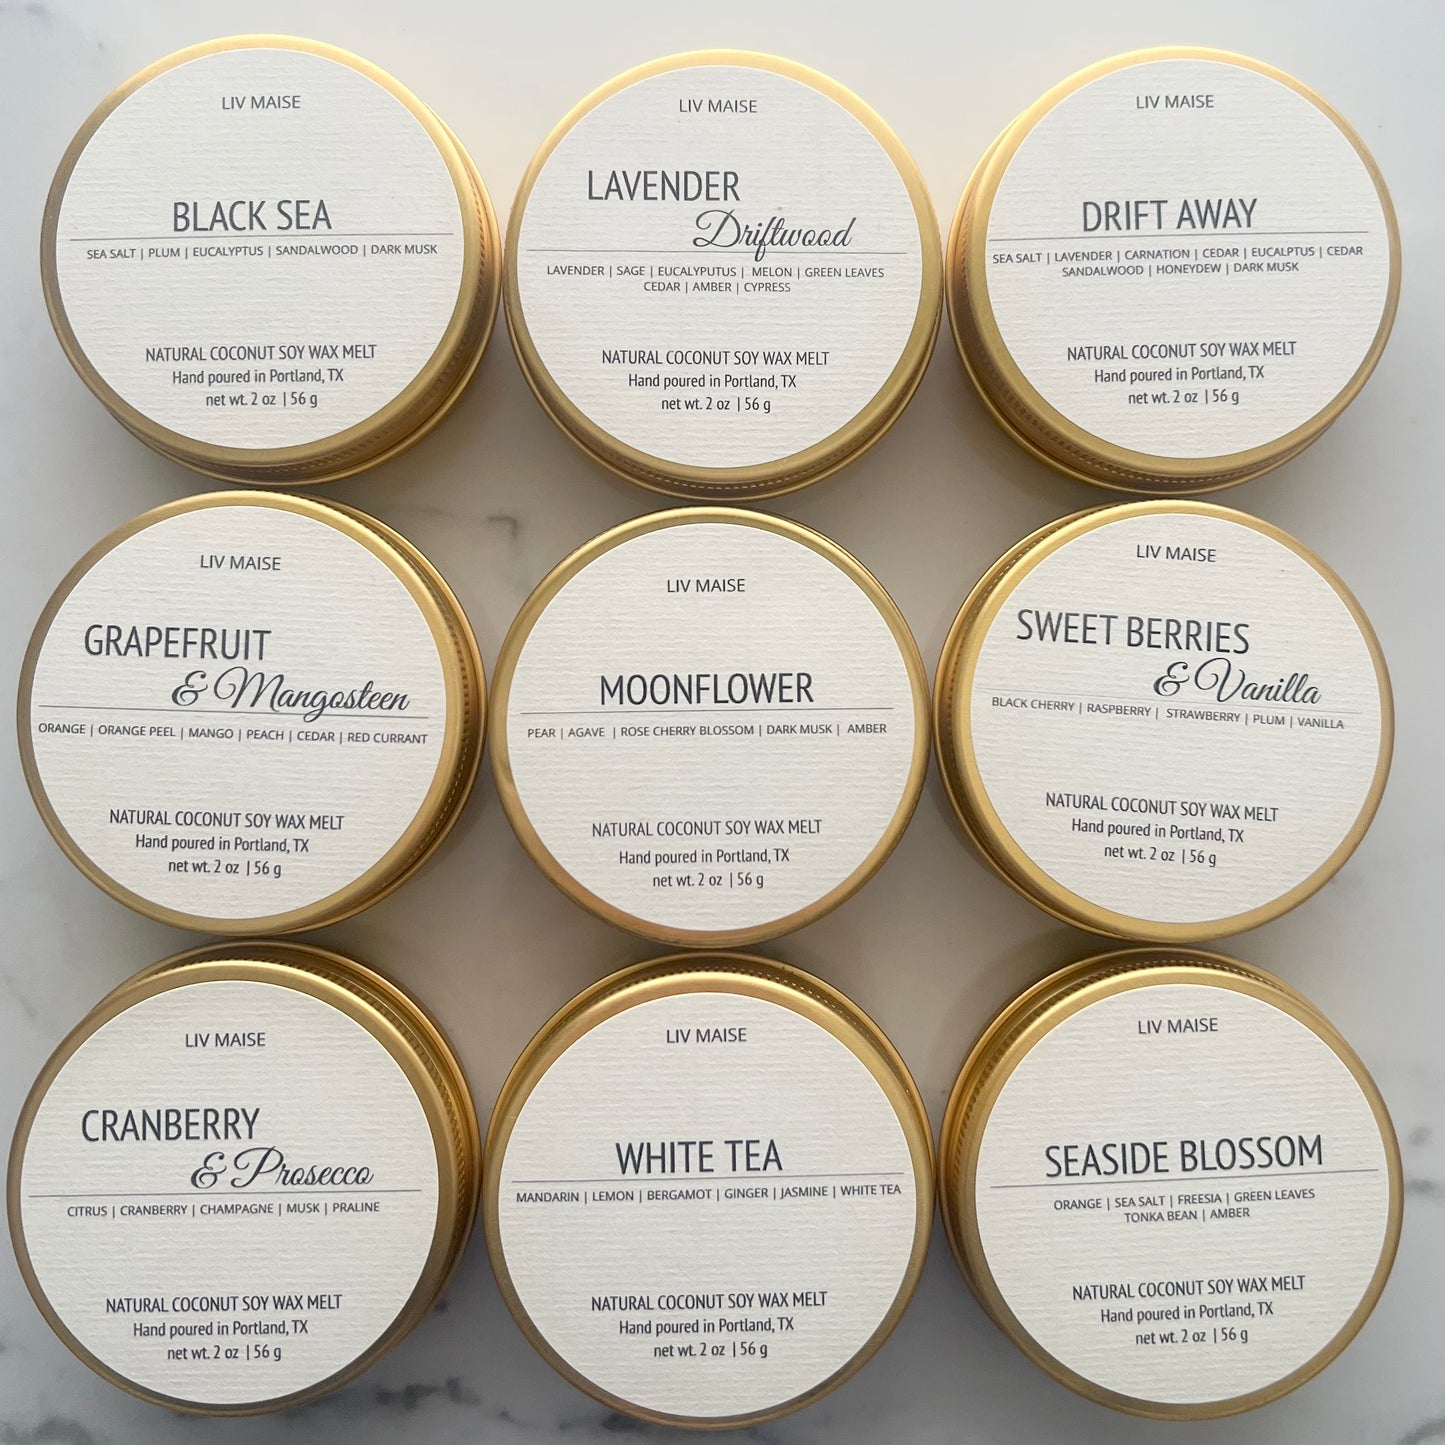 LIV MAISE
BLACK SEA
SEA SALT | PLUM | EUCALYPTUS | SANDALWOOD | DARK MUSK
NATURAL COCONUT SOY WAX MELT
Hand poured in Portland, TX
net wt. 2 oz | 56 g
LIV MAISE
LAVENDER
Driftwood
LAVENDER | SAGE | EUCALYPUTUS | MELON | GREEN LEAVES
CEDAR | AMBER | CYPRESS
NATURAL COCONUT SOY WAX MELT
Hand poured in Portland, TX
net wt. 2 oz | 56 g
LIV MAISE
DRIFT AWAY
SEA SALT | LAVENDER | CARNATION | CEDAR | EUCALPTUS | CEDAR
SANDALWOOD | HONEYDEW | DARK MUSK
NATURAL COCONUT SOY WAX MELT
Hand poured in Portland, TX
net wt. 2 oz | 56 g
LIV MAISE
GRAPEFRUIT
& Mangosteen
ORANGE | ORANGE PEEL | MANGO | PEACH | CEDAR | RED CURRANT
NATURAL COCONUT SOY WAX MELT
Hand poured in Portland, TX
net wt. 2 oz | 56 g
LIV MAISE
MOONFLOWER
PEAR | AGAVE | ROSE CHERRY BLOSSOM | DARK MUSK | AMBER
NATURAL COCONUT SOY WAX MELT
Hand poured in Portland, TX
net wt. 2 oz | 56 g
LIV MAISE
SWEET BERRIES
& Vanilla
BLACK CHERRY | RASPBERRY | STRAWBERRY | PLUM | VANILLA
NATURAL COCONUT SOY WAX MELT
Hand poured in Portland, TX
net wt. 2 oz | 56 g
LIV MAISE
CRANBERRY
& Prosecco
CITRUS | CRANBERRY | CHAMPAGNE | MUSK | PRALINE
NATURAL COCONUT SOY WAX MELT
Hand poured in Portland, TX
net wt. 2 oz | 56 g
LIV MAISE
WHITE TEA
MANDARIN | LEMON | BERGAMOT | GINGER | JASMINE | WHITE TEA
NATURAL COCONUT SOY WAX MELT
Hand poured in Portland, TX
net wt. 2 oz | 56 g
LIV MAISE
SEASIDE BLOSSOM
ORANGE | SEA SALT | FREESIA | GREEN LEAVES
TONKA BEAN | AMBER
NATURAL COCONUT SOY WAX MELT
Hand poured in Portland, TX
net wt. 2 oz | 56 g